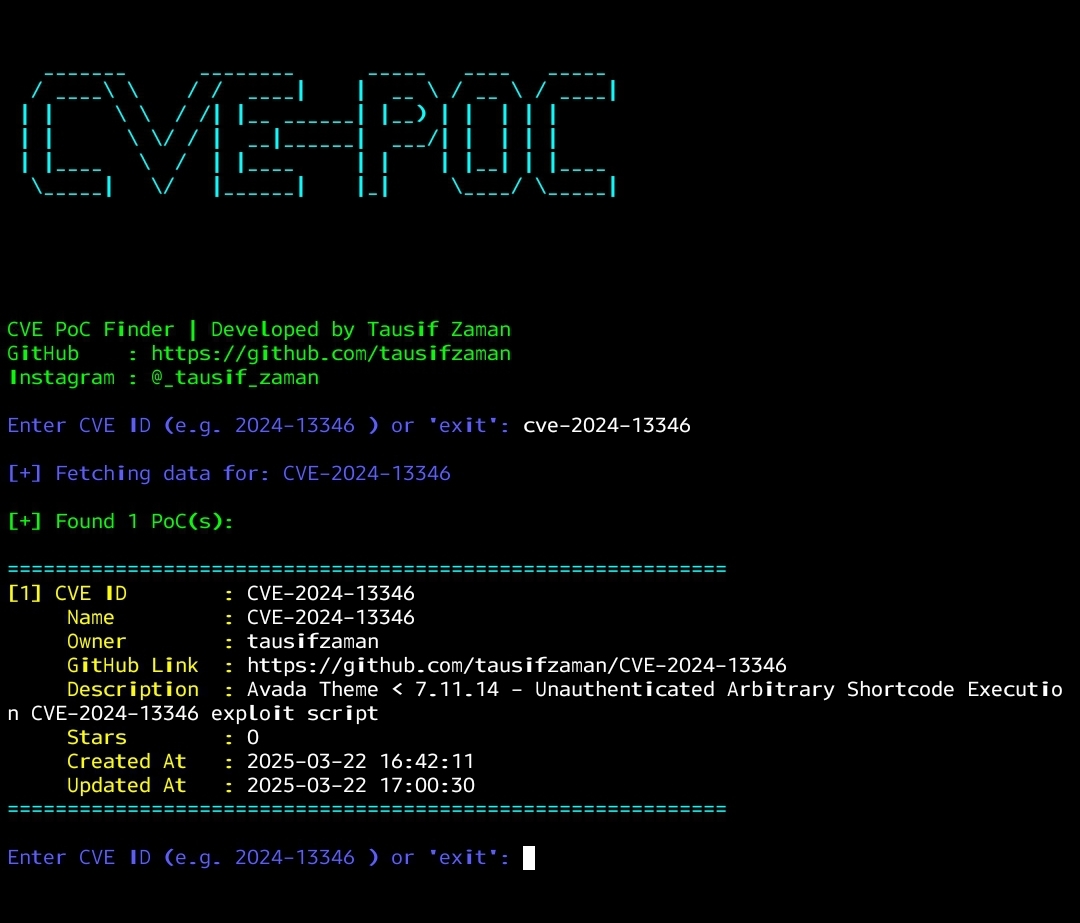 CVE-POC
CVE PoC Finder | Developed by Tausif Zaman
GitHub    : https://github.com/tausifzaman
Instagram : @_tausif_zaman
Enter CVE ID (e.g. 2024-13346 ) or 'exit': cve-2024-13346
[+] Fetching data for: CVE-2024-13346
[+] Found 1 PoC(s):
============================================================
[1] CVE ID        : CVE-2024-13346
     Name         : CVE-2024-13346
     Owner        : tausifzaman
     GitHub Link  : https://github.com/tausifzaman/CVE-2024-13346
     Description  : Avada Theme < 7.11.14 - Unauthenticated Arbitrary Shortcode Executio
n CVE-2024-13346 exploit script
     Stars        : 0
     Created At   : 2025-03-22 16:42:11
     Updated At   : 2025-03-22 17:00:30
============================================================
Enter CVE ID (e.g. 2024-13346 ) or 'exit':